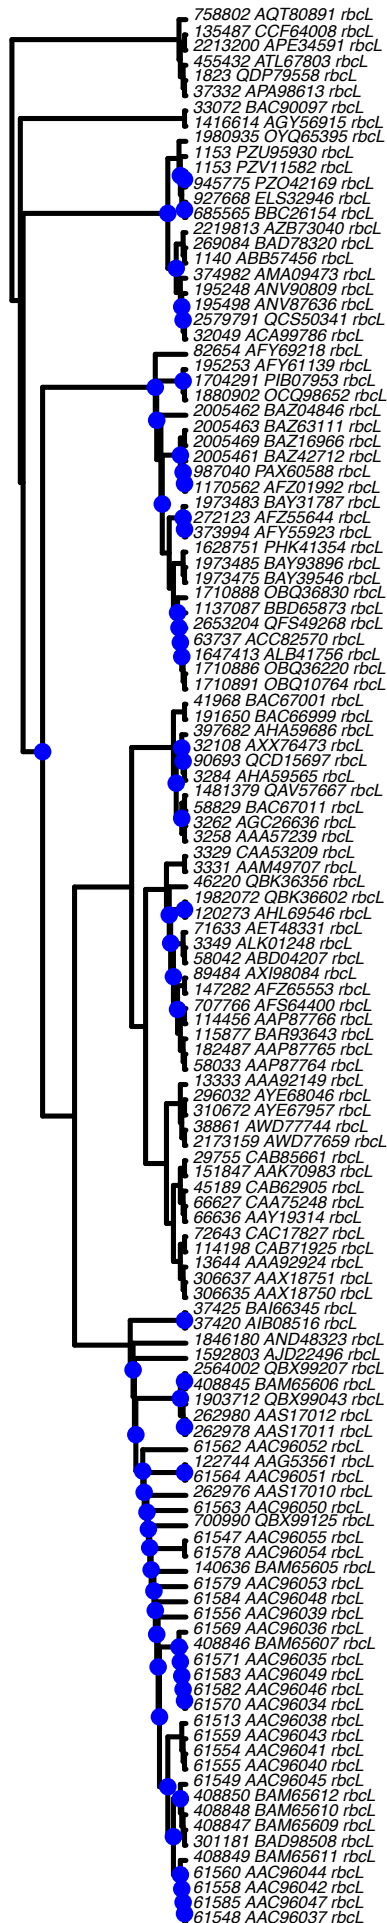 758802 AQT80891 rbcL
135487 CCF64008 rbcL
2213200 APE34591 rbcL
455432 ATL67803 rbcL
1823 QDP79558 rbcL
37332 APA98613 rbcL
33072 BAC90097 rbcL
1416614 AGY56915 rbcL
1980935 OYQ65395 rbcL
1153 PZU95930 rbcL
1153 PZV11582 rbcL
945775 PZO42169 rbcL
927668 ELS32946 rbcL
685565 BBC26154 rbcL
2219813 AZB73040 rbcL
269084 BAD78320 rbcL
1140 ABB57456 rbcL
374982 AMA09473 rbcL
195248 ANV90809 rbcL
195498 ANV87636 rbcL
2579791 QCS50341 rbcL
32049 ACA99786 rbcL
82654 AFY69218 rbcL
195253 AFY61139 rbcL
1704291 PIB07953 rbcL
1880902 OCQ98652 rbcL
2005462 BAZ04846 rbcL
2005463 BAZ63111 rbcL
2005469 BAZ16966 rbcL
2005461 BAZ42712 rbcL
987040 PAX60588 rbcL
1170562 AFZ01992 rbcL
1973483 BAY31787 rbcL
272123 AFZ55644 rbcL
373994 AFY55923 rbcL
1628751 PHK41354 rbcL
1973485 BAY93896 rbcL
1973475 BAY39546 rbcL
1710888 OBQ36830 rbcL
1137087 BBD65873 rbcL
2653204 QFS49268 rbcL
63737 ACC82570 rbcL
1647413 ALB41756 rbcL
1710886 OBQ36220 rbcL
1710891 OBQ10764 rbcL
41968 BAC67001 rbcL
191650 BAC66999 rbcL
397682 AHA59686 rbcL
32108 AXX76473 rbcL
90693 QCD15697 rbcL
3284 AHA59565 rbcL
1481379 QAV57667 rbcL
58829 BAC67011 rbcL
3262 AGC26636 rbcL
3258 AAA57239 rbcL
3329 CAA53209 rbcL
3331 AAM49707 rbcL
46220 QBK36356 rbcL
1982072 QBK36602 rbcL
120273 AHL69546 rbcL
71633 AET48331 rbcL
3349 ALK01248 rbcL
58042 ABD04207 rbcL
89484 AXI98084 rbcL
147282 AFZ65553 rbcL
707766 AFS64400 rbcL
114456 AAP87766 rbcL
115877 BAR93643 rbcL
182487 AAP87765 rbcL
58033 AAP87764 rbcL
13333 AAA92149 rbcL
296032 AYE68046 rbcL
310672 AYE67957 rbcL
38861 AWD77744 rbcL
2173159 AWD77659 rbcL
29755 CAB85661 rbcL
151847 AAK70983 rbcL
45189 CAB62905 rbcL
66627 CAA75248 rbcL
66636 AAY19314 rbcL
72643 CAC17827 rbcL
114198 CAB71925 rbcL
13644 AAA92924 rbcL
306637 AAX18751 rbcL
306635 AAX18750 rbcL
37425 BAI66345 rbcL
37420 AIB08516 rbcL
1846180 AND48323 rbcL
1592803 AJD22496 rbcL
2564002 QBX99207 rbcL
408845 BAM65606 rbcL
1903712 QBX99043 rbcL
262980 AAS17012 rbcL
262978 AAS17011 rbcL
61562 AAC96052 rbcL
122744 AAG53561 rbcL
61564 AAC96051 rbcL
262976 AAS17010 rbcL
61563 AAC96050 rbcL
700990 QBX99125 rbcL
61547 AAC96055 rbcL
61578 AAC96054 rbcL
140636 BAM65605 rbcL
61579 AAC96053 rbcL
61584 AAC96048 rbcL
61556 AAC96039 rbcL
61569 AAC96036 rbcL
408846 BAM65607 rbcL
61571 AAC96035 rbcL
61583 AAC96049 rbcL
61582 AAC96046 rbcL
61570 AAC96034 rbcL
61513 AAC96038 rbcL
61559 AAC96043 rbcL
61554 AAC96041 rbcL
61555 AAC96040 rbcL
61549 AAC96045 rbcL
408850 BAM65612 rbcL
408848 BAM65610 rbcL
408847 BAM65609 rbcL
301181 BAD98508 rbcL
408849 BAM65611 rbcL
61560 AAC96044 rbcL
61558 AAC96042 rbcL
61585 AAC96047 rbcL
61548 AAC96037 rbcL